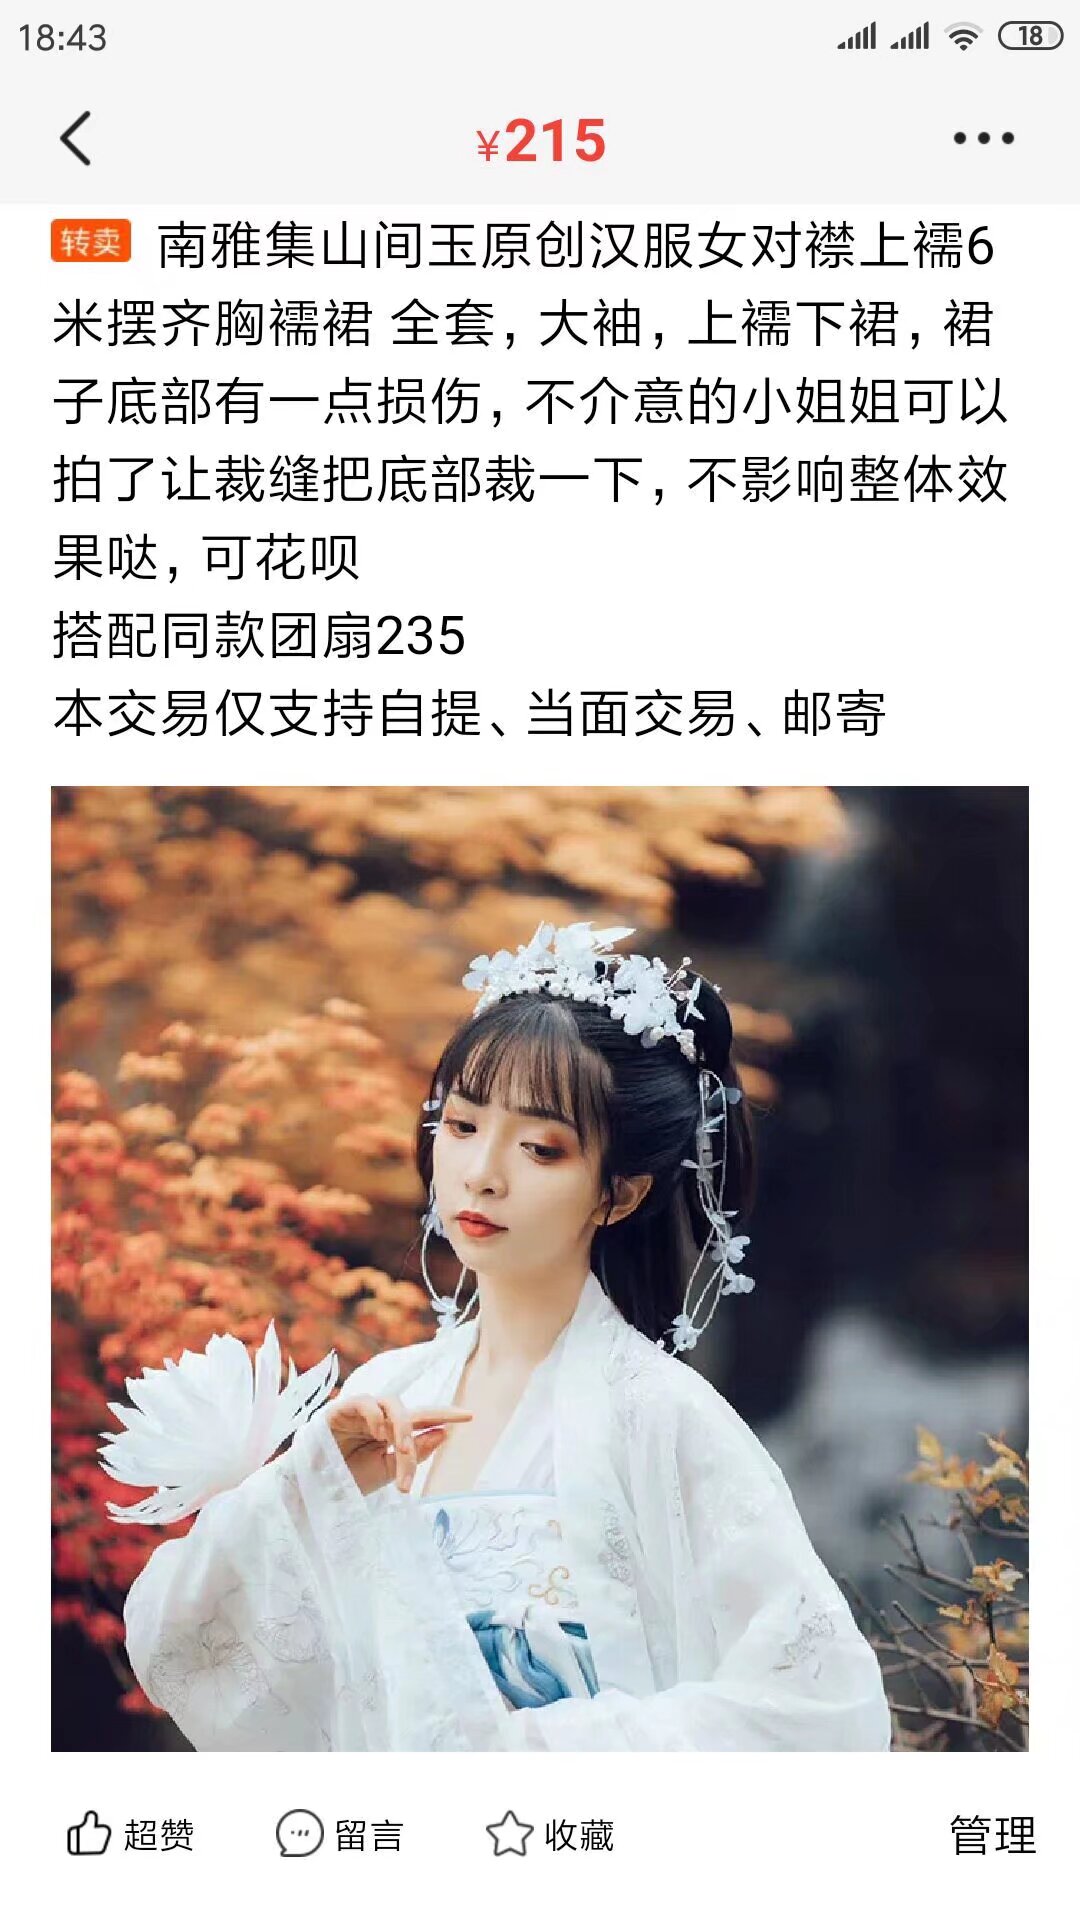 18:43
18
¥215
转卖 南雅集山间玉原创汉服女对襟上襦6
米摆齐胸襦裙 全套，大袖，上襦下裙，裙
子底部有一点损伤，不介意的小姐姐可以
拍了让裁缝把底部裁一下，不影响整体效
果哒，可花呗
搭配同款团扇235
本交易仅支持自提、当面交易、邮寄
超赞 留言 收藏 管理